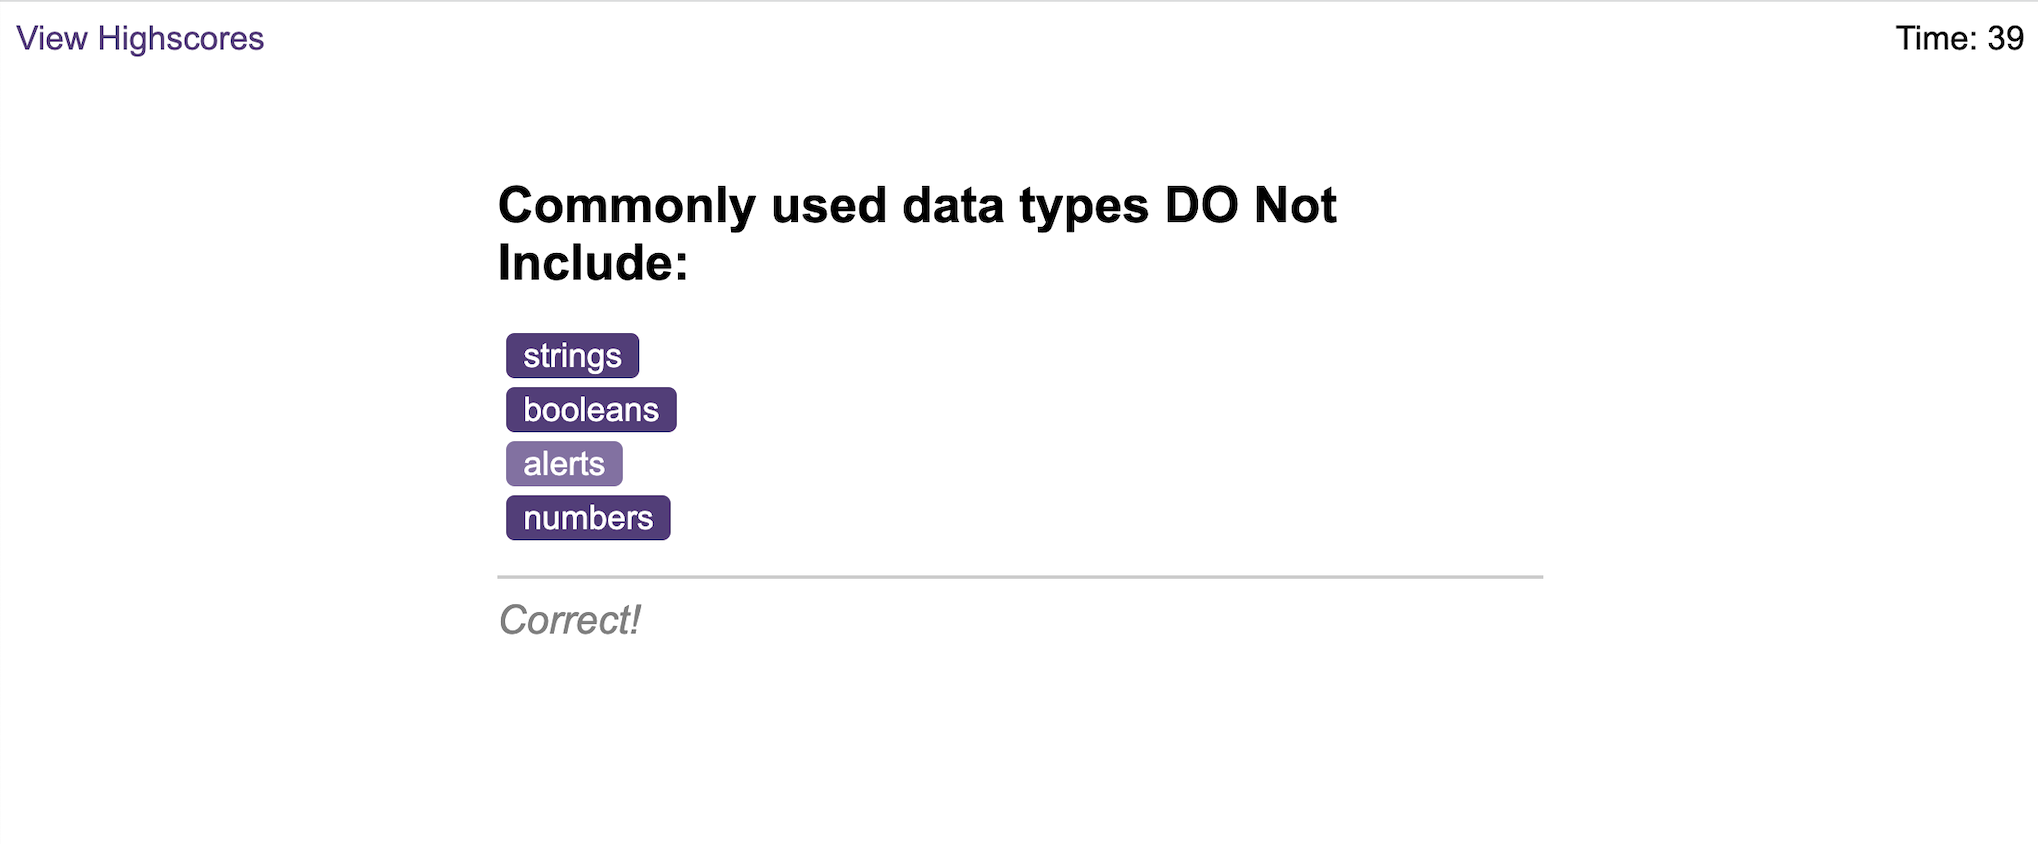 View Highscores
Time: 39
Commonly used data types DO Not
Include:
strings
booleans
alerts
numbers
Correct!